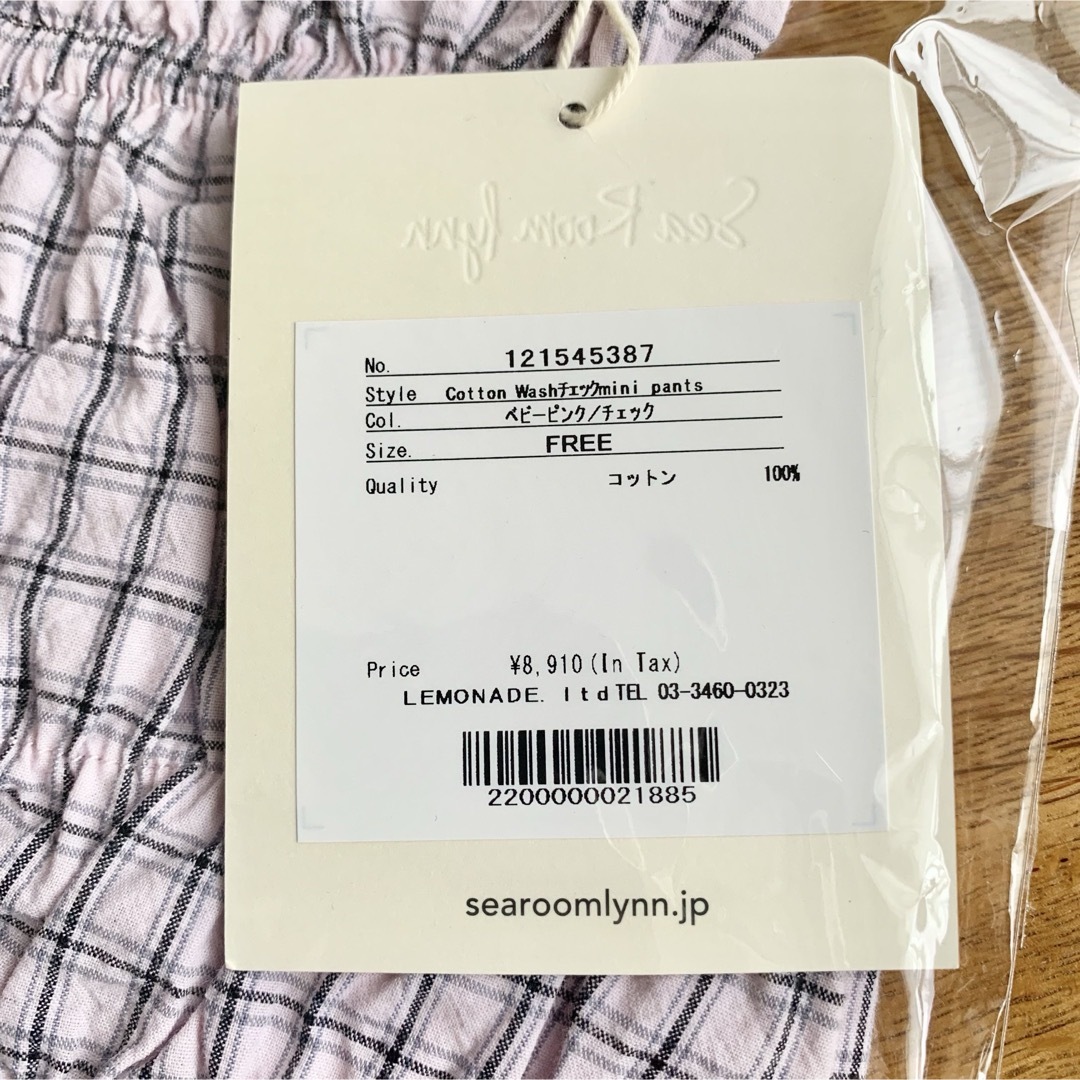 Sea Room lynn
No. 121545387
Style Cotton Washチェックmini pants
Col. ベビーピンク/チェック
Size. FREE
Quality コットン 100%
Price ¥8,910(In Tax)
LEMONADE. ltd TEL 03-3460-0323
2200000021885
searoomlynn.jp